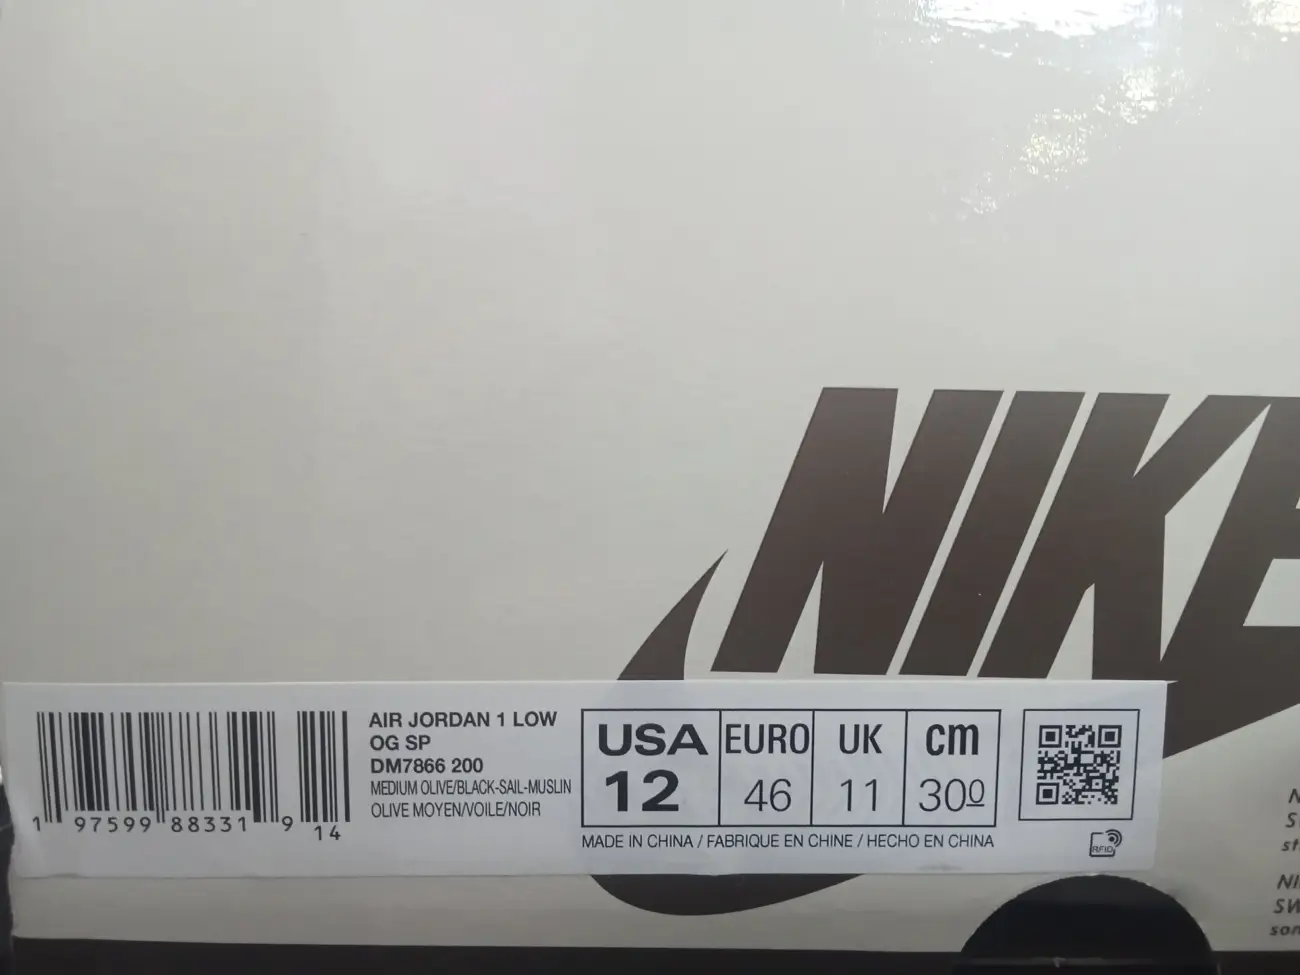 NIKE
AIR JORDAN 1 LOW
OG SP
DM7866 200
MEDIUM OLIVE/BLACK-SAIL-MUSLIN
OLIVE MOYEN/VOILE/NOIR
1 97599 88331 9 14
USA EURO UK cm
12 46 11 30º
MADE IN CHINA / FABRIQUE EN CHINE / HECHO EN CHINA
RFID